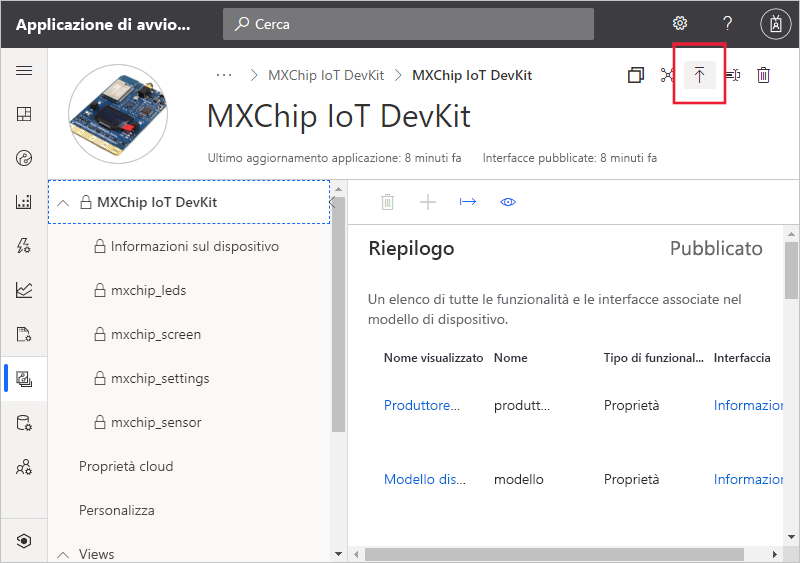 Applicazione di avvio...
Cerca
?
... > MXChip IoT DevKit > MXChip IoT DevKit
MXChip IoT DevKit
Ultimo aggiornamento applicazione: 8 minuti fa Interfacce pubblicate: 8 minuti fa
MXChip IoT DevKit
Informazioni sul dispositivo
mxchip_leds
mxchip_screen
mxchip_settings
mxchip_sensor
Proprietà cloud
Personalizza
Views
Riepilogo
Pubblicato
Un elenco di tutte le funzionalità e le interfacce associate nel
modello di dispositivo.
Nome visualizzato Nome Tipo di funzional... Interfaccia
Produttore... produtt... Proprietà Informazior
Modello dis... modello Proprietà Informazior